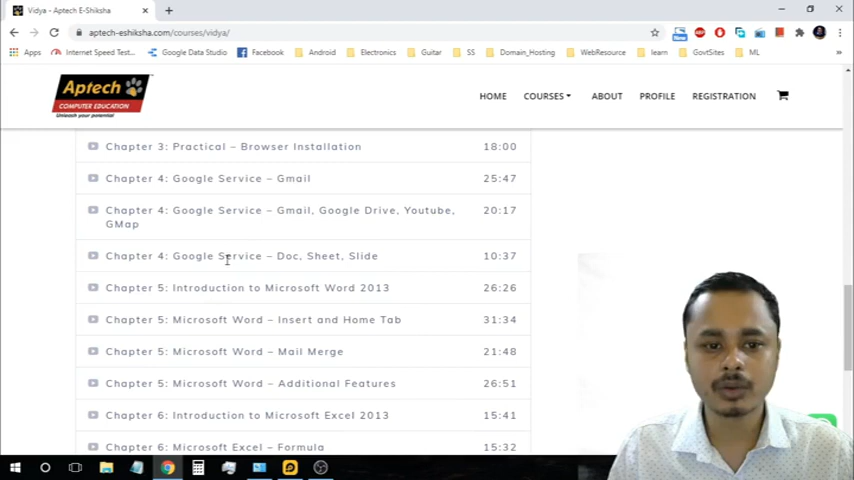 Vidya - Aptech E-Shiksha
aptech-eshiksha.com/courses/vidya/
Apps
Internet Speed Test...
Google Data Studio
Facebook
Android
Electronics
Guitar
SS
Domain_Hosting
WebResource
learn
GovtSites
ML
Aptech
COMPUTER EDUCATION
Unleash your potential
HOME
COURSES
ABOUT
PROFILE
REGISTRATION
Chapter 3: Practical – Browser Installation 18:00
Chapter 4: Google Service – Gmail 25:47
Chapter 4: Google Service – Gmail, Google Drive, Youtube, 20:17
GMap
Chapter 4: Google Service – Doc, Sheet, Slide 10:37
Chapter 5: Introduction to Microsoft Word 2013 26:26
Chapter 5: Microsoft Word – Insert and Home Tab 31:34
Chapter 5: Microsoft Word – Mail Merge 21:48
Chapter 5: Microsoft Word – Additional Features 26:51
Chapter 6: Introduction to Microsoft Excel 2013 15:41
Chapter 6: Microsoft Excel – Formula 15:32